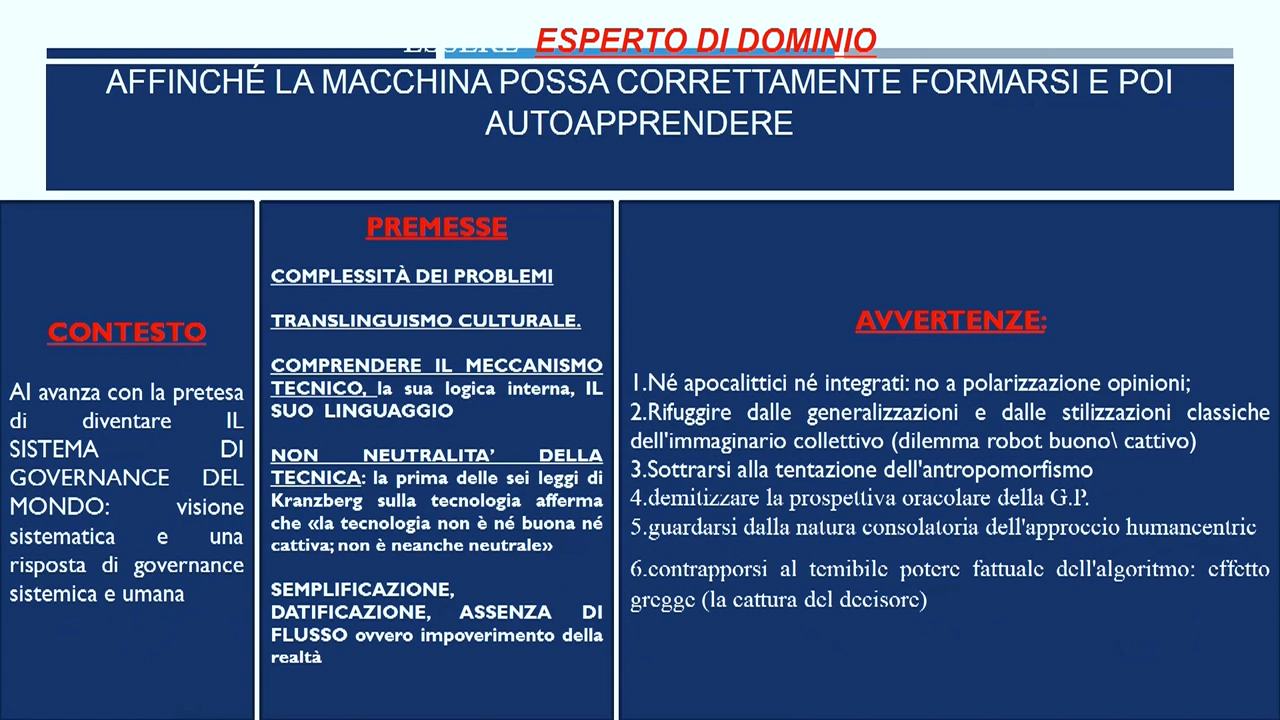 ESSERE ESPERTO DI DOMINIO
AFFINCHÉ LA MACCHINA POSSA CORRETTAMENTE FORMARSI E POI
AUTOAPPRENDERE
CONTESTO
AI avanza con la pretesa
di diventare IL
SISTEMA DI
GOVERNANCE DEL
MONDO: visione
sistematica e una
risposta di governance
sistemica e umana
PREMESSE
COMPLESSITÀ DEI PROBLEMI
TRANSLINGUISMO CULTURALE.
COMPRENDERE IL MECCANISMO
TECNICO, la sua logica interna, IL
SUO LINGUAGGIO
NON NEUTRALITA’ DELLA
TECNICA: la prima delle sei leggi di
Kranzberg sulla tecnologia afferma
che «la tecnologia non è né buona né
cattiva; non è neanche neutrale»
SEMPLIFICAZIONE,
DATIFICAZIONE, ASSENZA DI
FLUSSO ovvero impoverimento della
realtà
AVVERTENZE:
1.Né apocalittici né integrati: no a polarizzazione opinioni;
2.Rifuggire dalle generalizzazioni e dalle stilizzazioni classiche
dell'immaginario collettivo (dilemma robot buono\ cattivo)
3.Sottrarsi alla tentazione dell'antropomorfismo
4.demitizzare la prospettiva oracolare della G.P.
5.guardarsi dalla natura consolatoria dell'approccio humancentric
6.contrapporsi al temibile potere fattuale dell'algoritmo: effetto
gregge (la cattura del decisore)